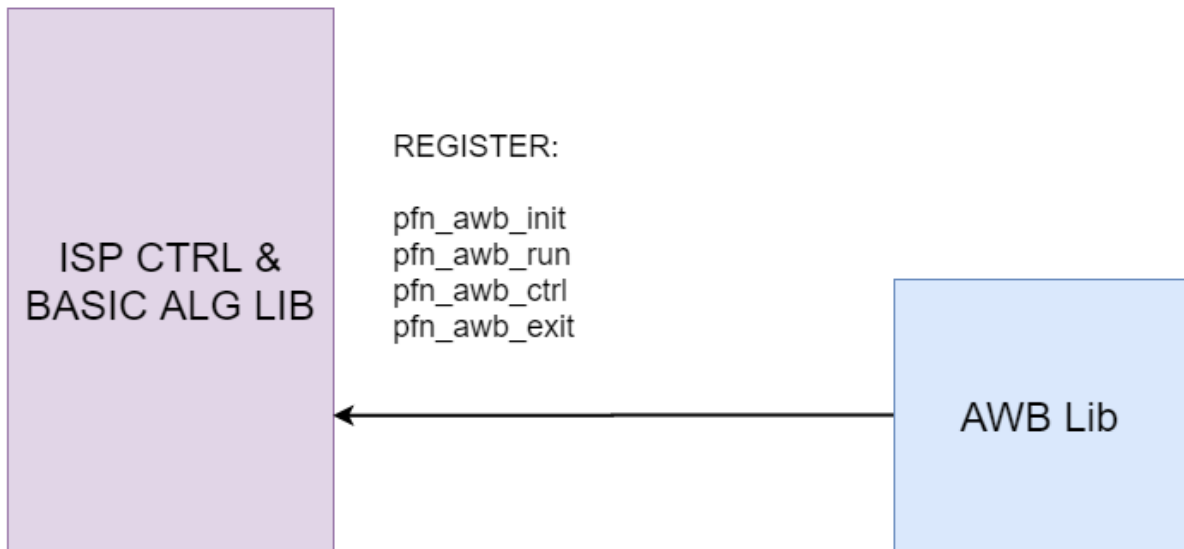 ISP CTRL &
BASIC ALG LIB
REGISTER:
pfn_awb_init
pfn_awb_run
pfn_awb_ctrl
pfn_awb_exit
AWB Lib